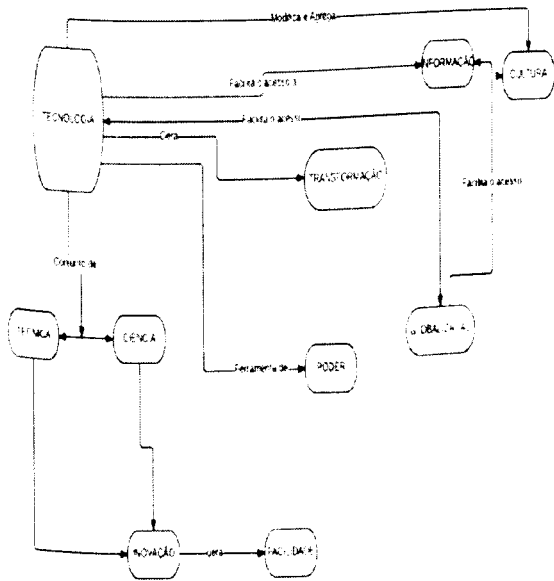 Modifica e Agrega
INFORMAÇÃO
CULTURA
Facilita o acesso à
TECNOLOGIA
Facilita o acesso
Gera
TRANSFORMAÇÃO
Facilita o acesso
Conjunto de
TÉCNICA
CIÊNCIA
Ferramenta de
PODER
INOVAÇÃO
Gera
FACILIDADE